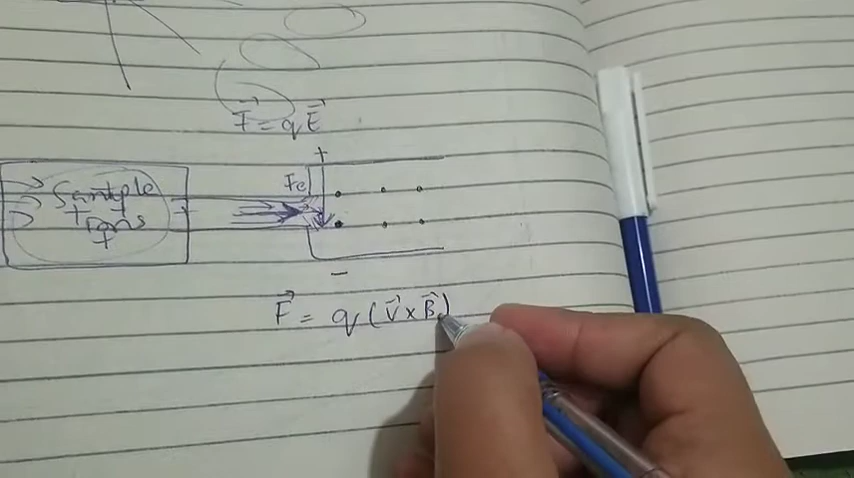 F = qE
+
Fe
Sample
+ +
ions +
+
−
F = q(v×B)